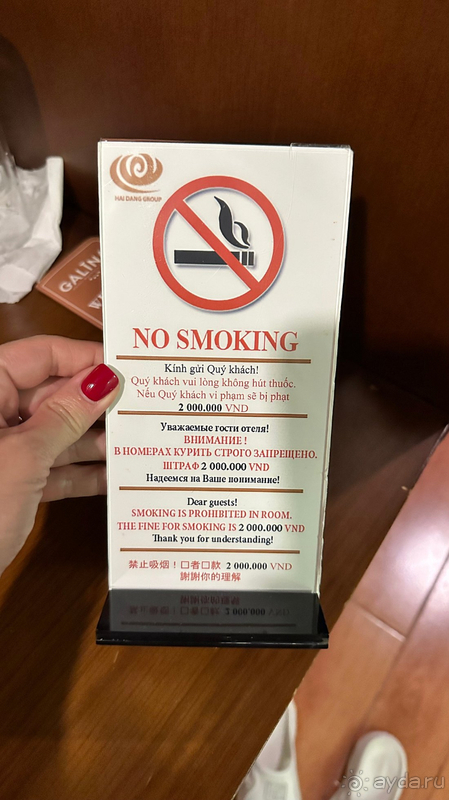 HAI DANG GROUP
GALIN
NO SMOKING
Kính gửi Quý khách!
Quý khách vui lòng không hút thuốc.
Nếu Quý khách vi phạm sẽ bị phạt
2 000.000 VND
Уважаемые гости отеля!
ВНИМАНИЕ !
В НОМЕРАХ КУРИТЬ СТРОГО ЗАПРЕЩЕНО.
ШТРАФ 2 000.000 VND
Надеемся на Ваше понимание!
Dear guests!
SMOKING IS PROHIBITED IN ROOM.
THE FINE FOR SMOKING IS 2 000.000 VND
Thank you for understanding!
禁止吸烟！□者□款 2 000.000 VND
謝謝你的理解
ayda.ru